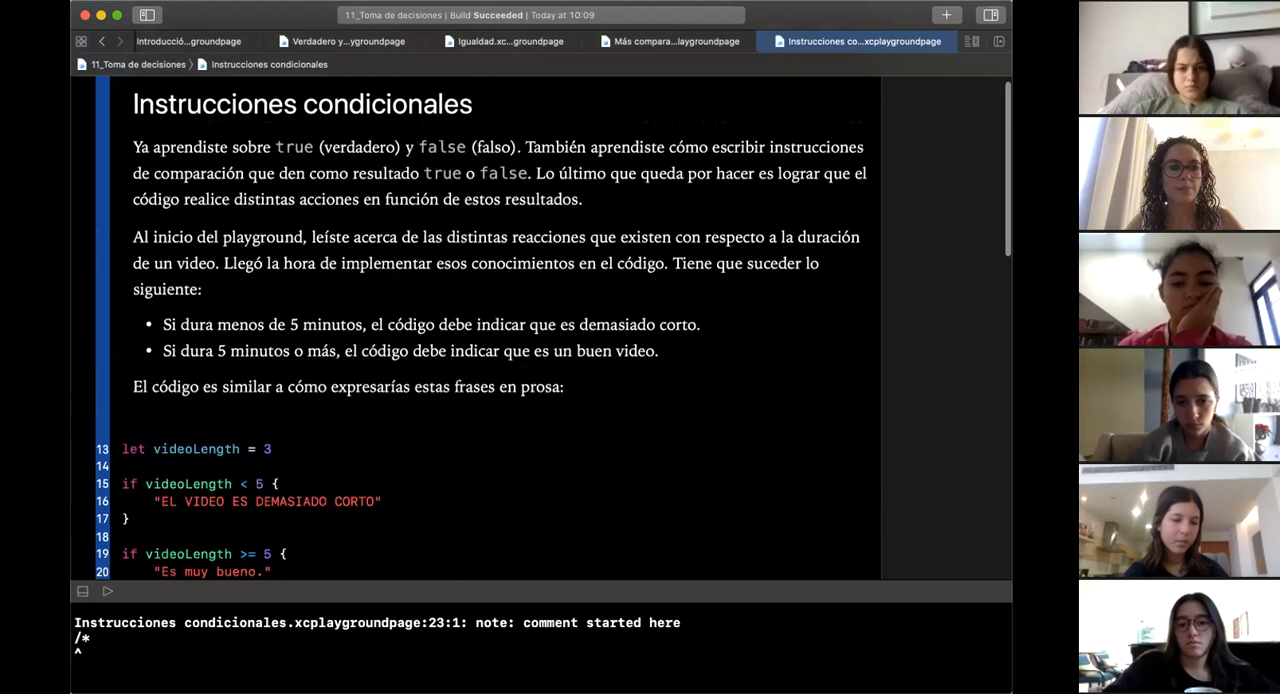 11_Toma de decisiones | Build Succeeded | Today at 10:09
Introducció...groundpage
Verdadero y...ygroundpage
Igualdad.xc...groundpage
Más compara...laygroundpage
Instrucciones co...xcplaygroundpage
11_Toma de decisiones
Instrucciones condicionales
Instrucciones condicionales
Ya aprendiste sobre true (verdadero) y false (falso). También aprendiste cómo escribir instrucciones
de comparación que den como resultado true o false. Lo último que queda por hacer es lograr que el
código realice distintas acciones en función de estos resultados.
Al inicio del playground, leíste acerca de las distintas reacciones que existen con respecto a la duración
de un video. Llegó la hora de implementar esos conocimientos en el código. Tiene que suceder lo
siguiente:
• Si dura menos de 5 minutos, el código debe indicar que es demasiado corto.
• Si dura 5 minutos o más, el código debe indicar que es un buen video.
El código es similar a cómo expresarías estas frases en prosa:
13 let videoLength = 3
14
15 if videoLength < 5 {
16 "EL VIDEO ES DEMASIADO CORTO"
17 }
18
19 if videoLength >= 5 {
20 "Es muy bueno."
Instrucciones condicionales.xcplaygroundpage:23:1: note: comment started here
/*
^